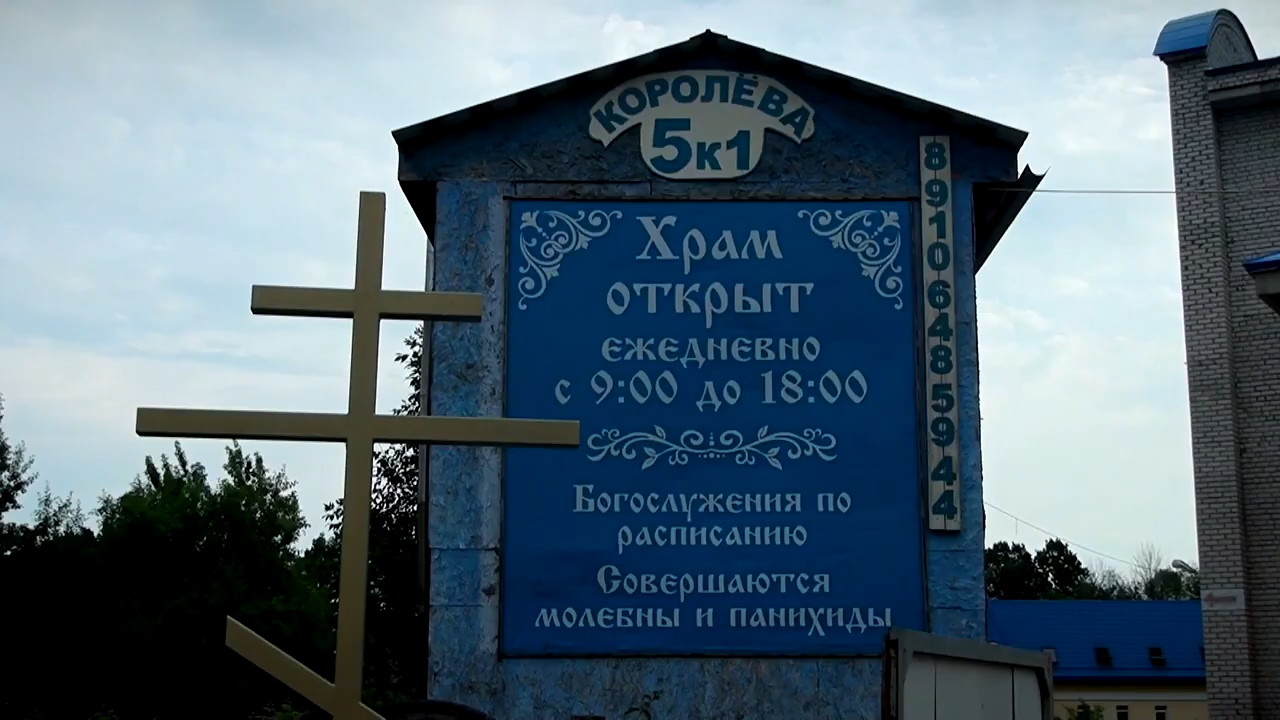 КОРОЛЁВА
5к1
Храм
открыт
ежедневно
с 9:00 до 18:00
Богослужения по
расписанию
Совершаются
молебны и панихиды
89106485944